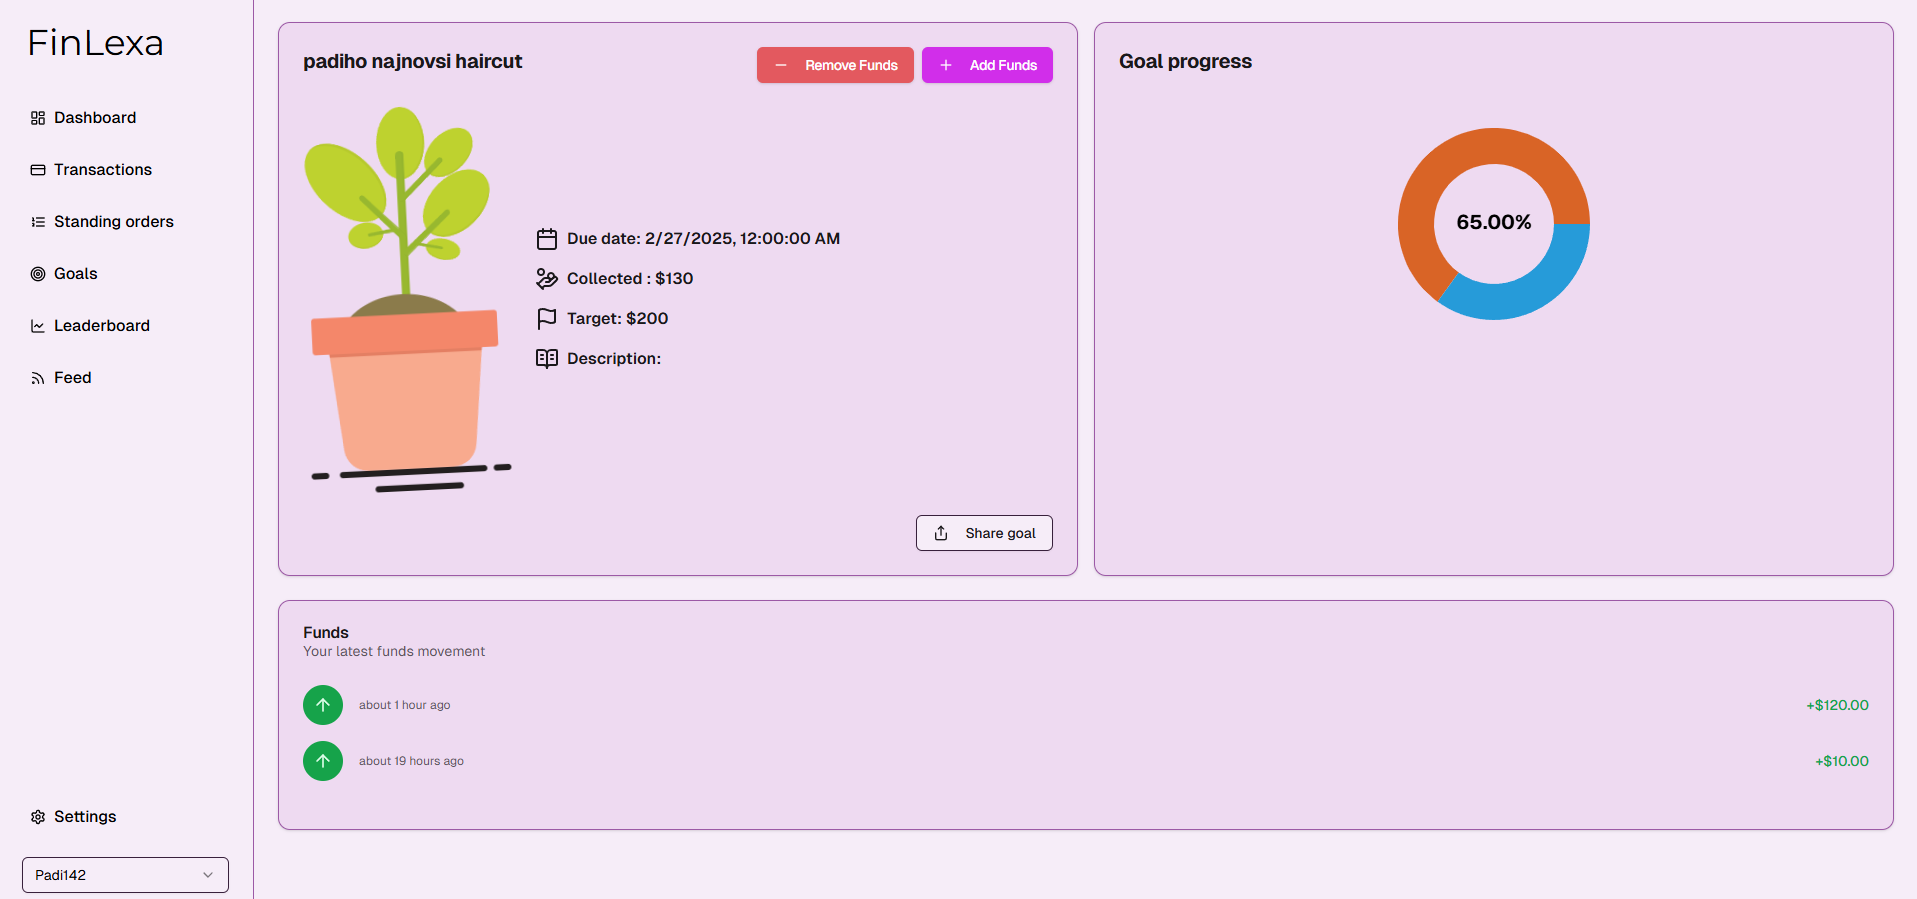 FinLexa
Dashboard
Transactions
Standing orders
Goals
Leaderboard
Feed
Settings
Padi142
padiho najnovsi haircut
Remove Funds
Add Funds
Due date: 2/27/2025, 12:00:00 AM
Collected : $130
Target: $200
Description:
Share goal
Goal progress
65.00%
Funds
Your latest funds movement
about 1 hour ago
+$120.00
about 19 hours ago
+$10.00